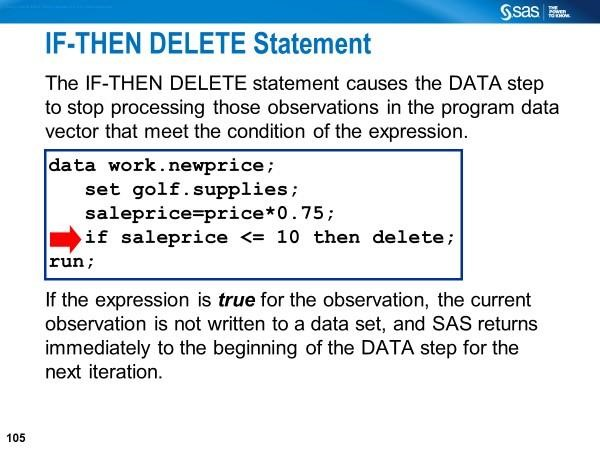 sas THE
POWER
TO KNOW.
IF-THEN DELETE Statement
The IF-THEN DELETE statement causes the DATA step
to stop processing those observations in the program data
vector that meet the condition of the expression.
data work.newprice;
set golf.supplies;
saleprice=price*0.75;
if saleprice <= 10 then delete;
run;
If the expression is true for the observation, the current
observation is not written to a data set, and SAS returns
immediately to the beginning of the DATA step for the
next iteration.
105